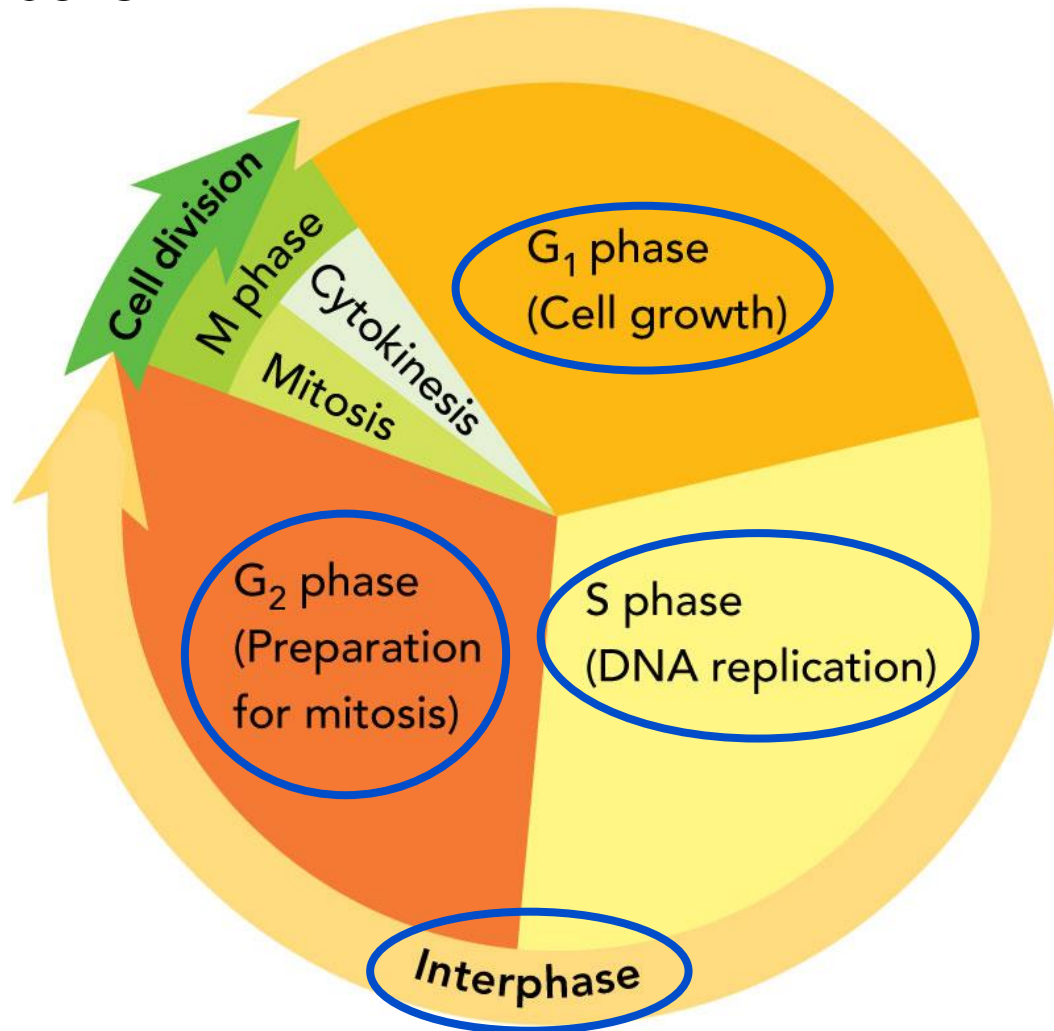 Cell division
M phase
Cytokinesis
Mitosis
G₁ phase
(Cell growth)
G₂ phase
(Preparation
for mitosis)
S phase
(DNA replication)
Interphase